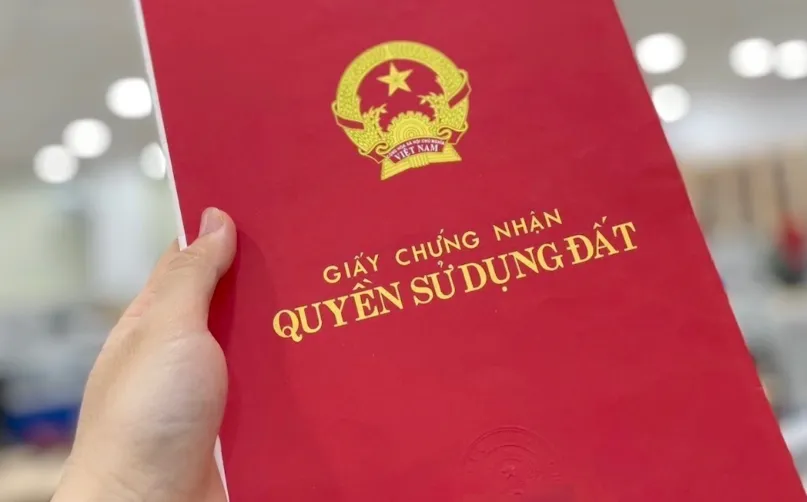 VIỆT NAM
GIẤY CHỨNG NHẬN
QUYỀN SỬ DỤNG ĐẤT